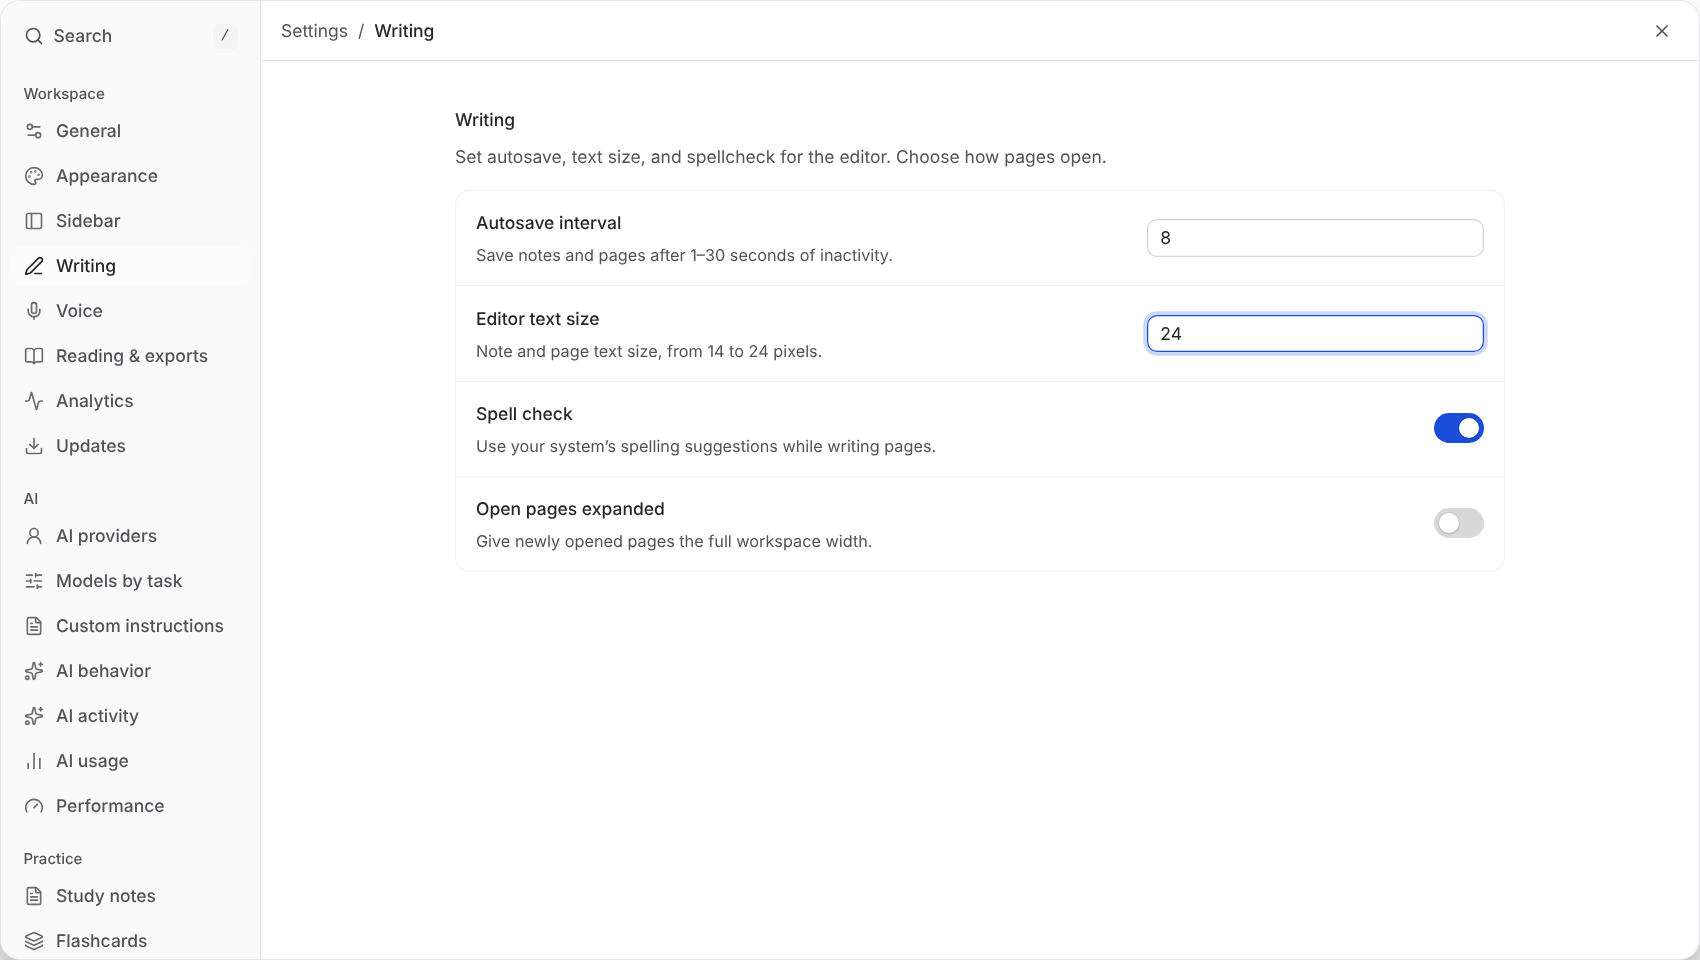 Search /
Workspace
General
Appearance
Sidebar
Writing
Voice
Reading & exports
Analytics
Updates
AI
AI providers
Models by task
Custom instructions
AI behavior
AI activity
AI usage
Performance
Practice
Study notes
Flashcards
Settings / Writing
Writing
Set autosave, text size, and spellcheck for the editor. Choose how pages open.
Autosave interval
Save notes and pages after 1–30 seconds of inactivity.
8
Editor text size
Note and page text size, from 14 to 24 pixels.
24
Spell check
Use your system’s spelling suggestions while writing pages.
Open pages expanded
Give newly opened pages the full workspace width.